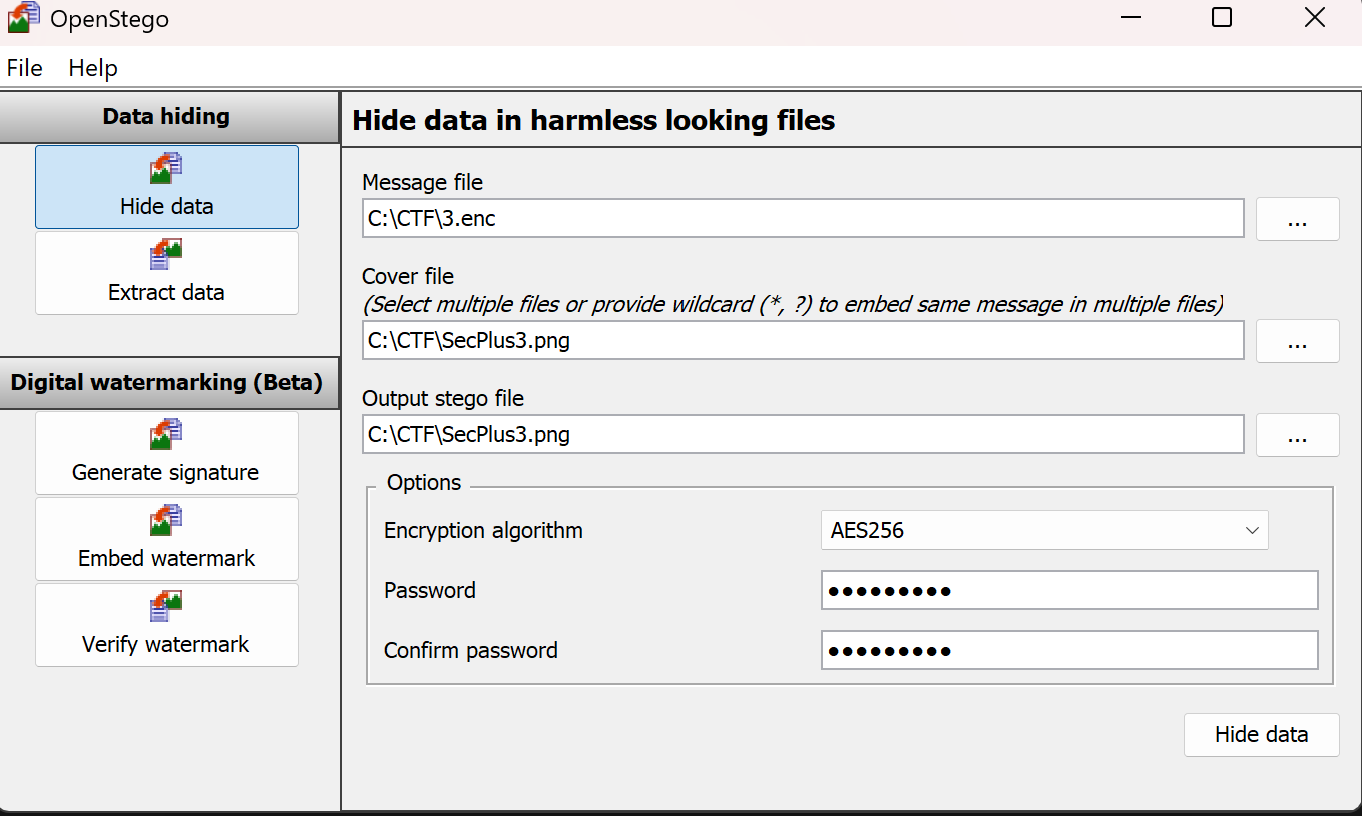 OpenStego
File Help
Data hiding
Hide data
Extract data
Digital watermarking (Beta)
Generate signature
Embed watermark
Verify watermark
Hide data in harmless looking files
Message file
C:\CTF\3.enc
...
Cover file
(Select multiple files or provide wildcard (*, ?) to embed same message in multiple files)
C:\CTF\SecPlus3.png
...
Output stego file
C:\CTF\SecPlus3.png
...
Options
Encryption algorithm
AES256
Password
●●●●●●●●●
Confirm password
●●●●●●●●●
Hide data